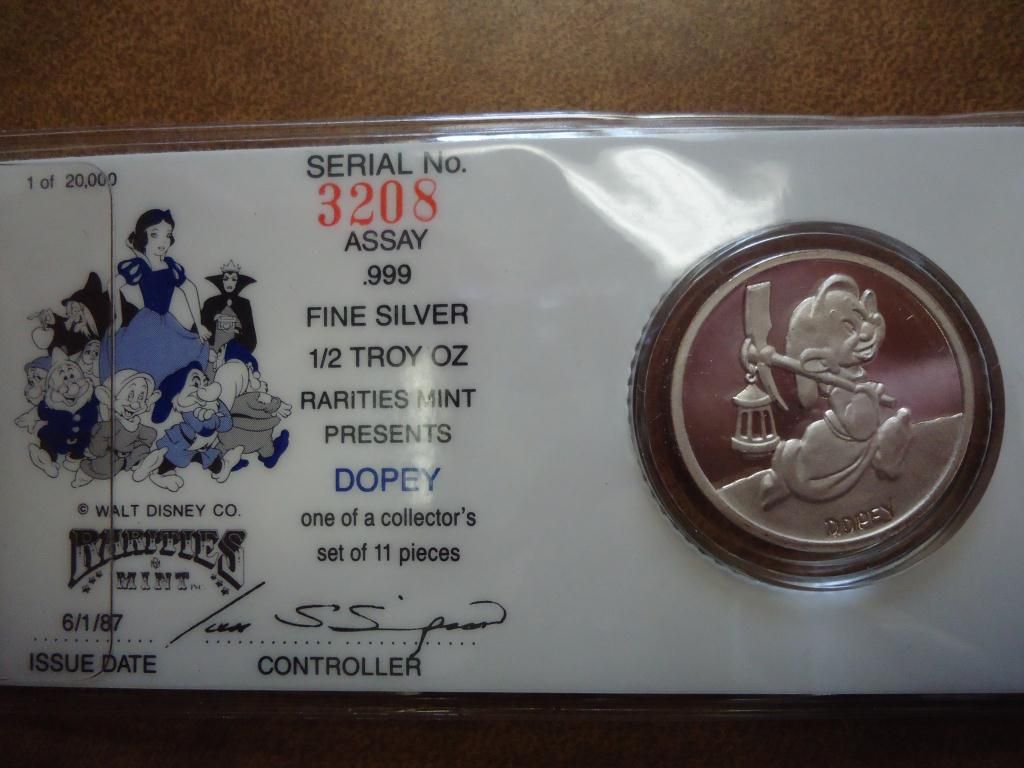 1 of 20,000
SERIAL No.
3208
ASSAY
.999
FINE SILVER
1/2 TROY OZ
RARITIES MINT
PRESENTS
DOPEY
one of a collector's
set of 11 pieces
© WALT DISNEY CO.
RARITIES
MINT™
6/1/87
ISSUE DATE
CONTROLLER
DOPEY